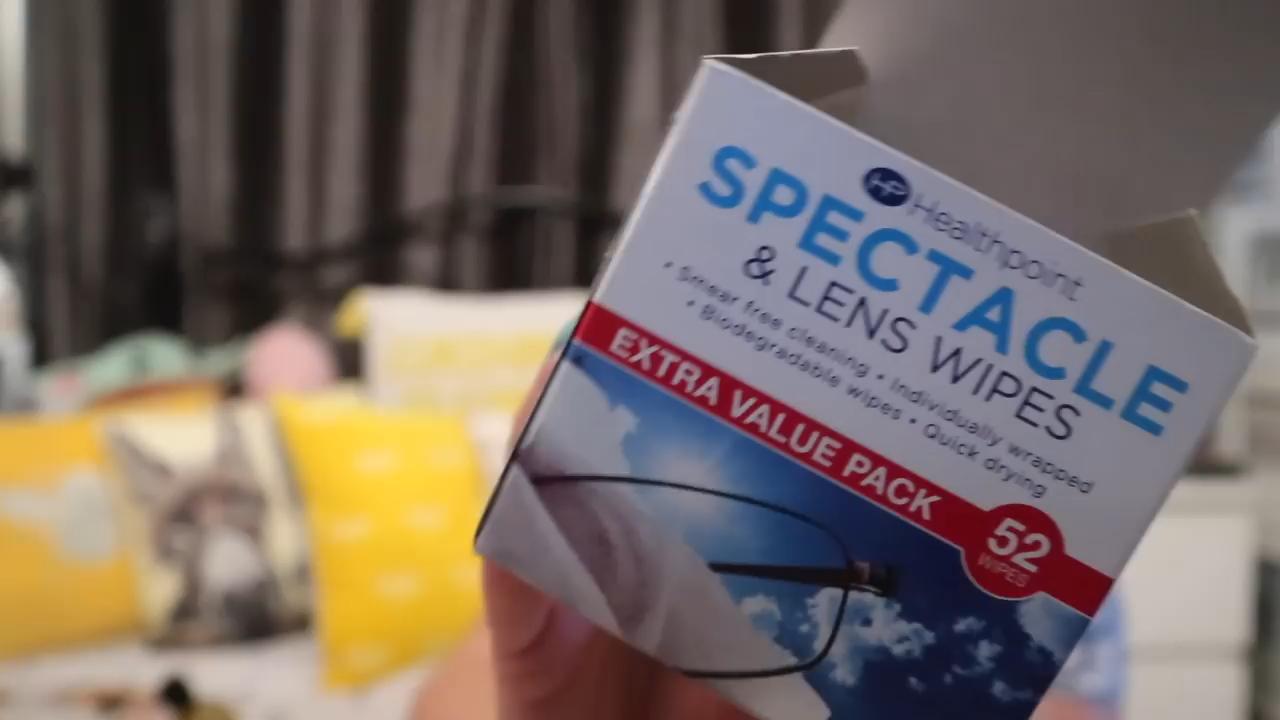 HP Healthpoint
SPECTACLE
& LENS WIPES
• Smear free cleaning • Individually wrapped
• Biodegradable wipes • Quick drying
EXTRA VALUE PACK
52
WIPES